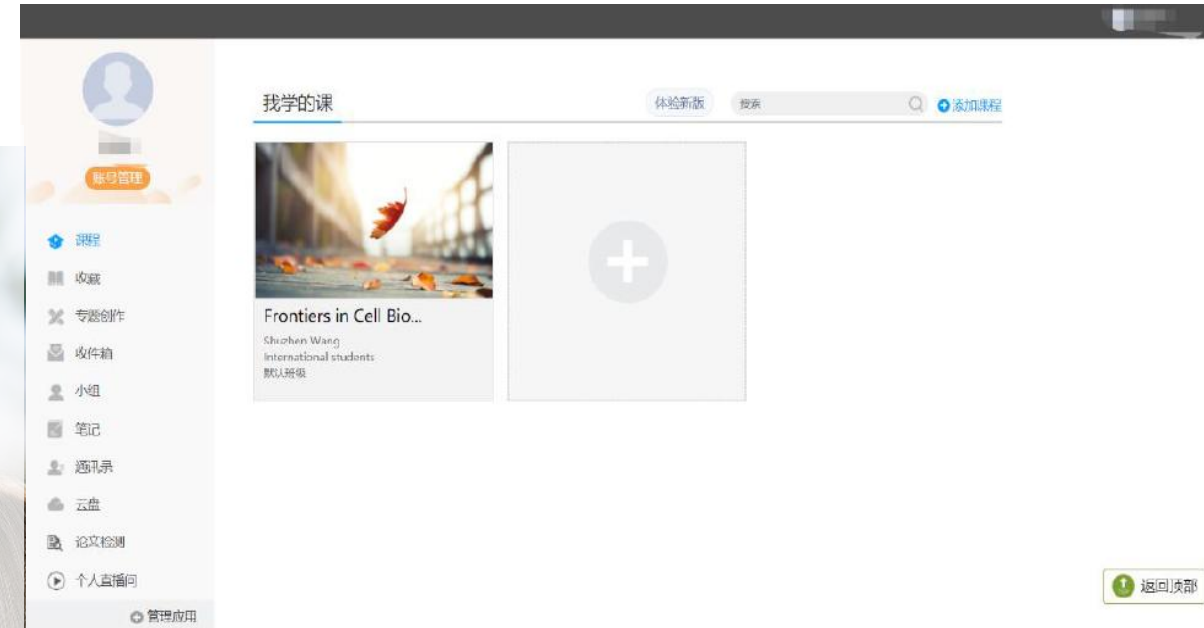 账号管理
课程
收藏
专题创作
收件箱
小组
笔记
通讯录
云盘
论文检测
个人直播间
管理应用
我学的课
体验新版
搜索
添加课程
Frontiers in Cell Bio...
Shuzhen Wang
International students
默认班级
返回顶部